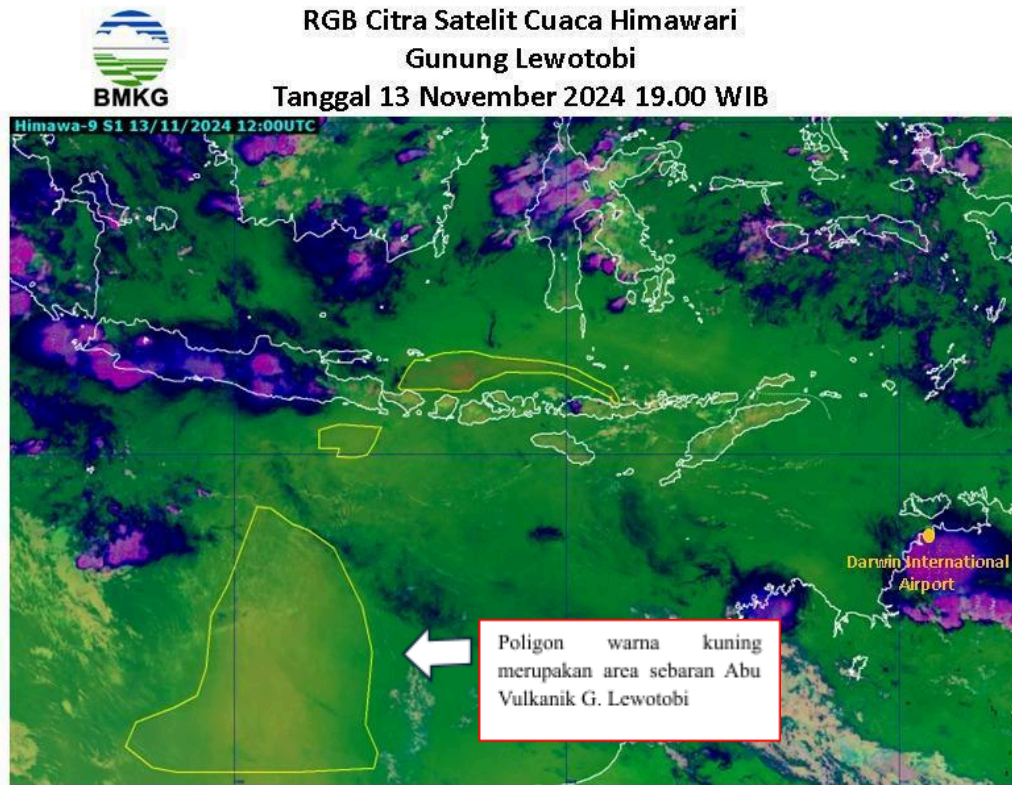 RGB Citra Satelit Cuaca Himawari
Gunung Lewotobi
Tanggal 13 November 2024 19.00 WIB
BMKG
Himawa-9 S1 13/11/2024 12:00UTC
Darwin International
Airport
Poligon warna kuning
merupakan area sebaran Abu
Vulkanik G. Lewotobi